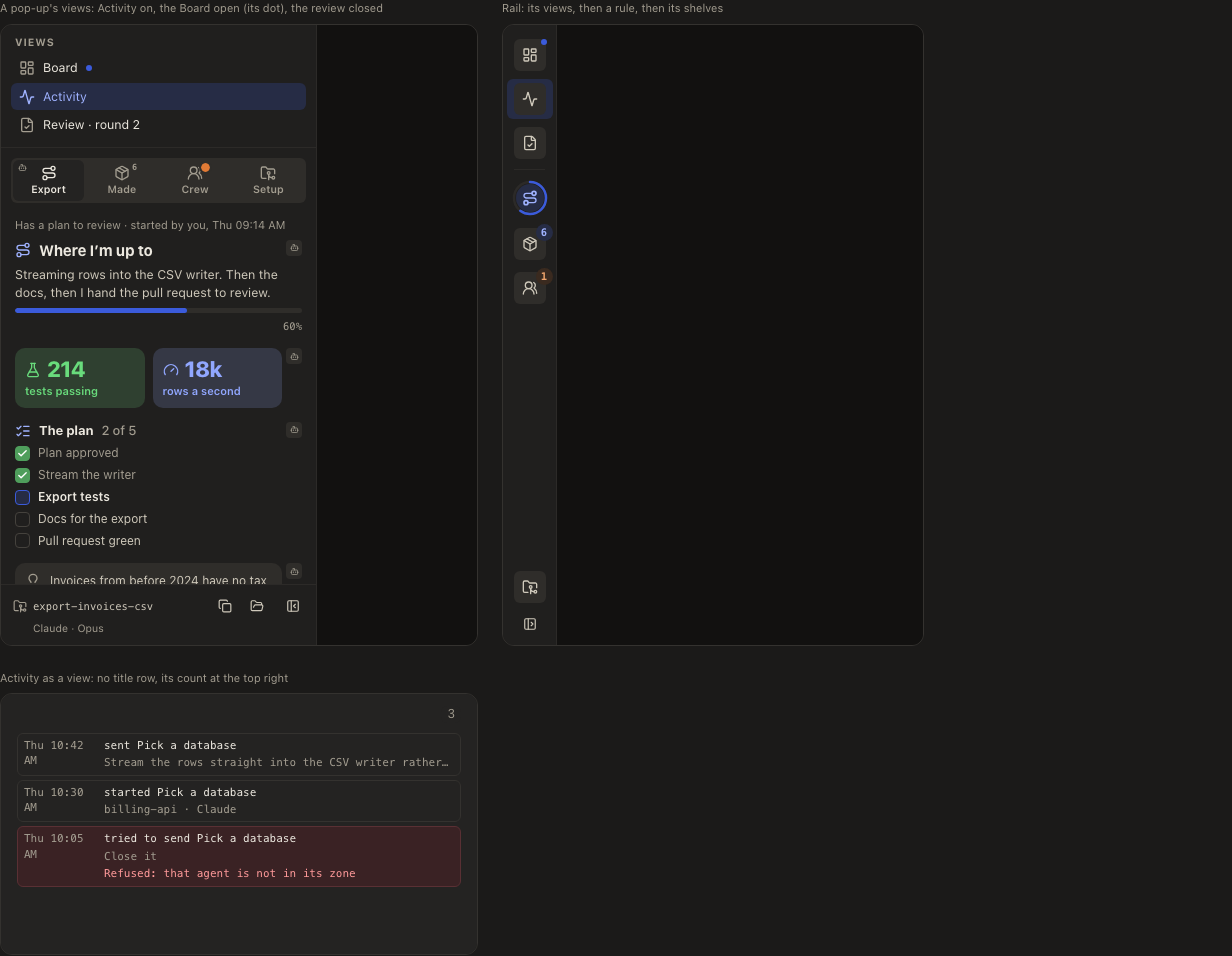 A pop-up's views: Activity on, the Board open (its dot), the review closed
VIEWS
Board
Activity
Review · round 2
Export
Made
6
Crew
Setup
Has a plan to review · started by you, Thu 09:14 AM
Where I’m up to
Streaming rows into the CSV writer. Then the
docs, then I hand the pull request to review.
60%
214
tests passing
18k
rows a second
The plan 2 of 5
Plan approved
Stream the writer
Export tests
Docs for the export
Pull request green
Invoices from before 2024 have no tax
export-invoices-csv
Claude · Opus
Rail: its views, then a rule, then its shelves
6
1
Activity as a view: no title row, its count at the top right
3
Thu 10:42 AM
sent Pick a database
Stream the rows straight into the CSV writer rather…
Thu 10:30 AM
started Pick a database
billing-api · Claude
Thu 10:05 AM
tried to send Pick a database
Close it
Refused: that agent is not in its zone